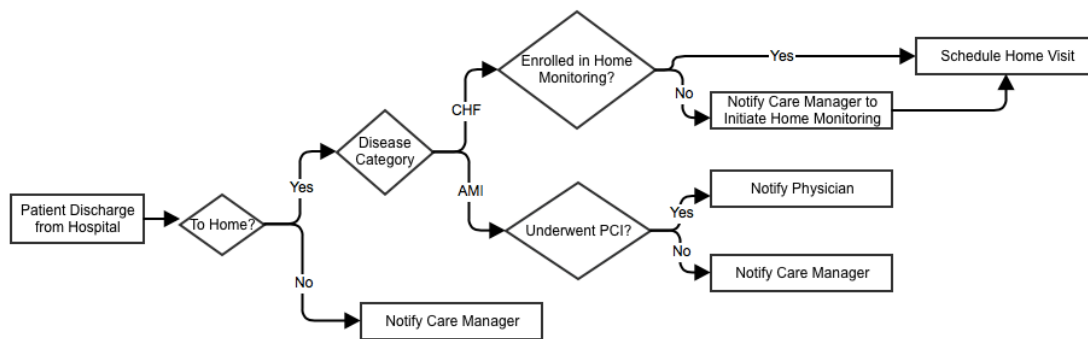 Patient Discharge
from Hospital
To Home?
Yes
No
Notify Care Manager
Disease
Category
CHF
AMI
Enrolled in Home
Monitoring?
Yes
No
Schedule Home Visit
Notify Care Manager to
Initiate Home Monitoring
Underwent PCI?
Yes
No
Notify Physician
Notify Care Manager